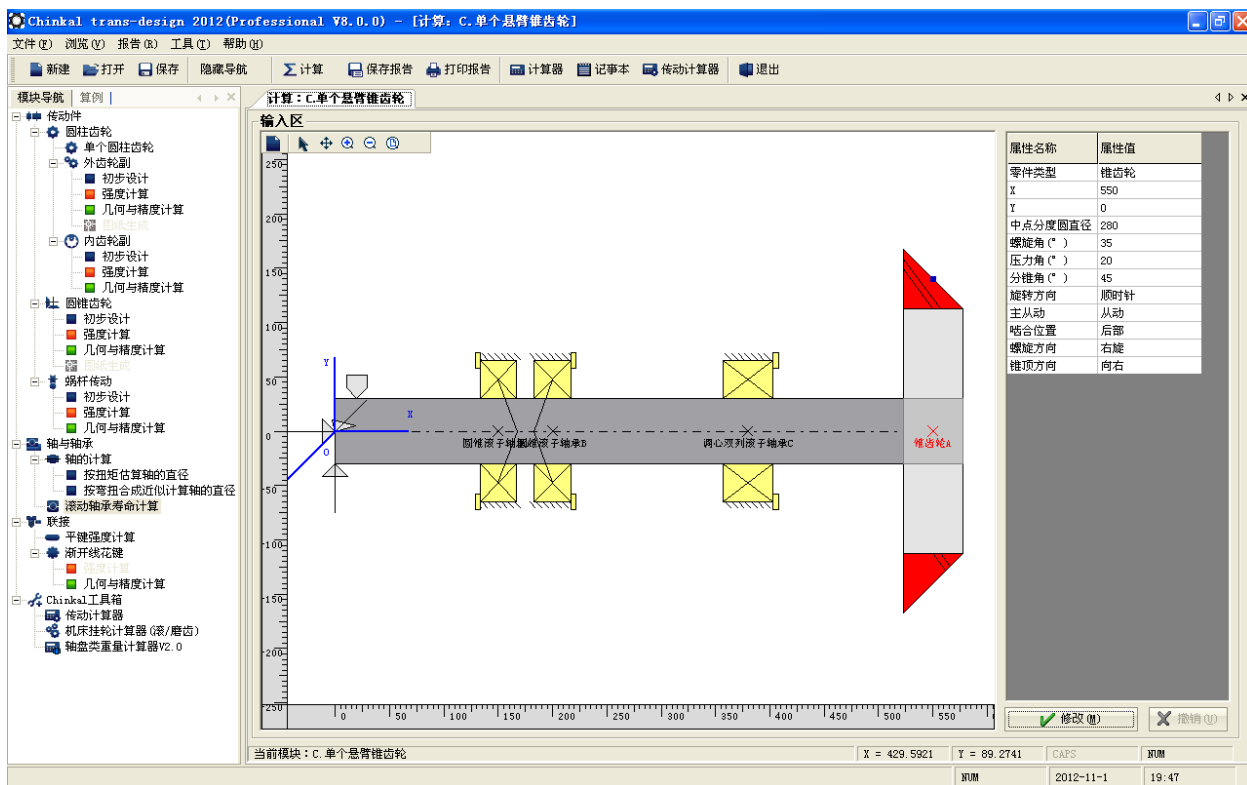 Chinkal trans-design 2012(Professional V8.0.0) - [计算: C.单个悬臂锥齿轮]
文件(F) 浏览(V) 报告(R) 工具(T) 帮助(H)
新建 打开 保存 隐藏导航 计算 保存报告 打印报告 计算器 记事本 传动计算器 退出
模块导航 算例
计算：C.单个悬臂锥齿轮
传动件
圆柱齿轮
单个圆柱齿轮
外齿轮副
初步设计
强度计算
几何与精度计算
图纸生成
内齿轮副
初步设计
强度计算
几何与精度计算
圆锥齿轮
初步设计
强度计算
几何与精度计算
图纸生成
蜗杆传动
初步设计
强度计算
几何与精度计算
轴与轴承
轴的计算
按扭矩估算轴的直径
按弯扭合成近似计算轴的直径
滚动轴承寿命计算
联接
平键强度计算
渐开线花键
强度计算
几何与精度计算
Chinkal工具箱
传动计算器
机床挂轮计算器(滚/磨齿)
轴盘类重量计算器V2.0
输入区
250
200
150
100
50
0
-50
-100
-150
-200
-250
Y
X
O
圆锥滚子轴承B
调心双列滚子轴承C
锥齿轮A
0 50 100 150 200 250 300 350 400 450 500 550
属性名称 属性值
零件类型 锥齿轮
X 550
Y 0
中点分度圆直径 280
螺旋角(°) 35
压力角(°) 20
分锥角(°) 45
旋转方向 顺时针
主从动 从动
啮合位置 后部
螺旋方向 右旋
锥顶方向 向右
修改(M) 撤销(U)
当前模块：C.单个悬臂锥齿轮 X = 429.5921 Y = 89.2741 CAPS NUM
NUM 2012-11-1 19:47